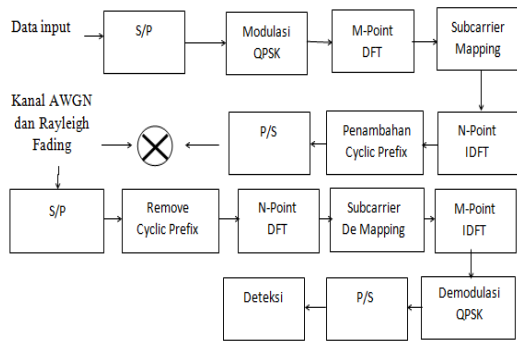 Data input
S/P
Modulasi
QPSK
M-Point
DFT
Subcarrier
Mapping
Kanal AWGN
dan Rayleigh
Fading
P/S
Penambahan
Cyclic Prefix
N-Point
IDFT
S/P
Remove
Cyclic Prefix
N-Point
DFT
Subcarrier
De Mapping
M-Point
IDFT
Deteksi
P/S
Demodulasi
QPSK